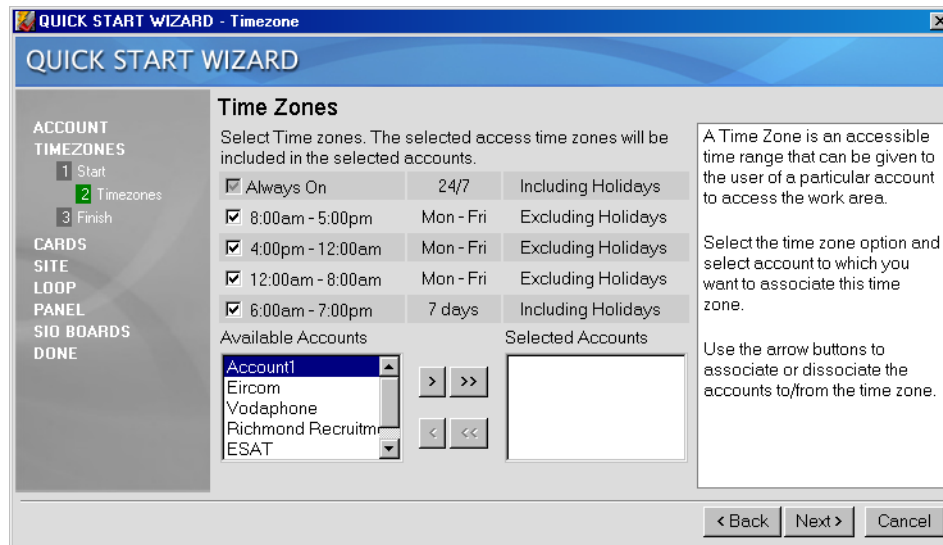 QUICK START WIZARD - Timezone
QUICK START WIZARD
ACCOUNT
TIMEZONES
1 Start
2 Timezones
3 Finish
CARDS
SITE
LOOP
PANEL
SIO BOARDS
DONE
Time Zones
Select Time zones. The selected access time zones will be
included in the selected accounts.
Always On 24/7 Including Holidays
8:00am - 5:00pm Mon - Fri Excluding Holidays
4:00pm - 12:00am Mon - Fri Excluding Holidays
12:00am - 8:00am Mon - Fri Excluding Holidays
6:00am - 7:00pm 7 days Including Holidays
Available Accounts
Account1
Eircom
Vodaphone
Richmond Recruitm
ESAT
> >>
< <<
Selected Accounts
A Time Zone is an accessible
time range that can be given to
the user of a particular account
to access the work area.
Select the time zone option and
select account to which you
want to associate this time
zone.
Use the arrow buttons to
associate or dissociate the
accounts to/from the time zone.
< Back Next > Cancel